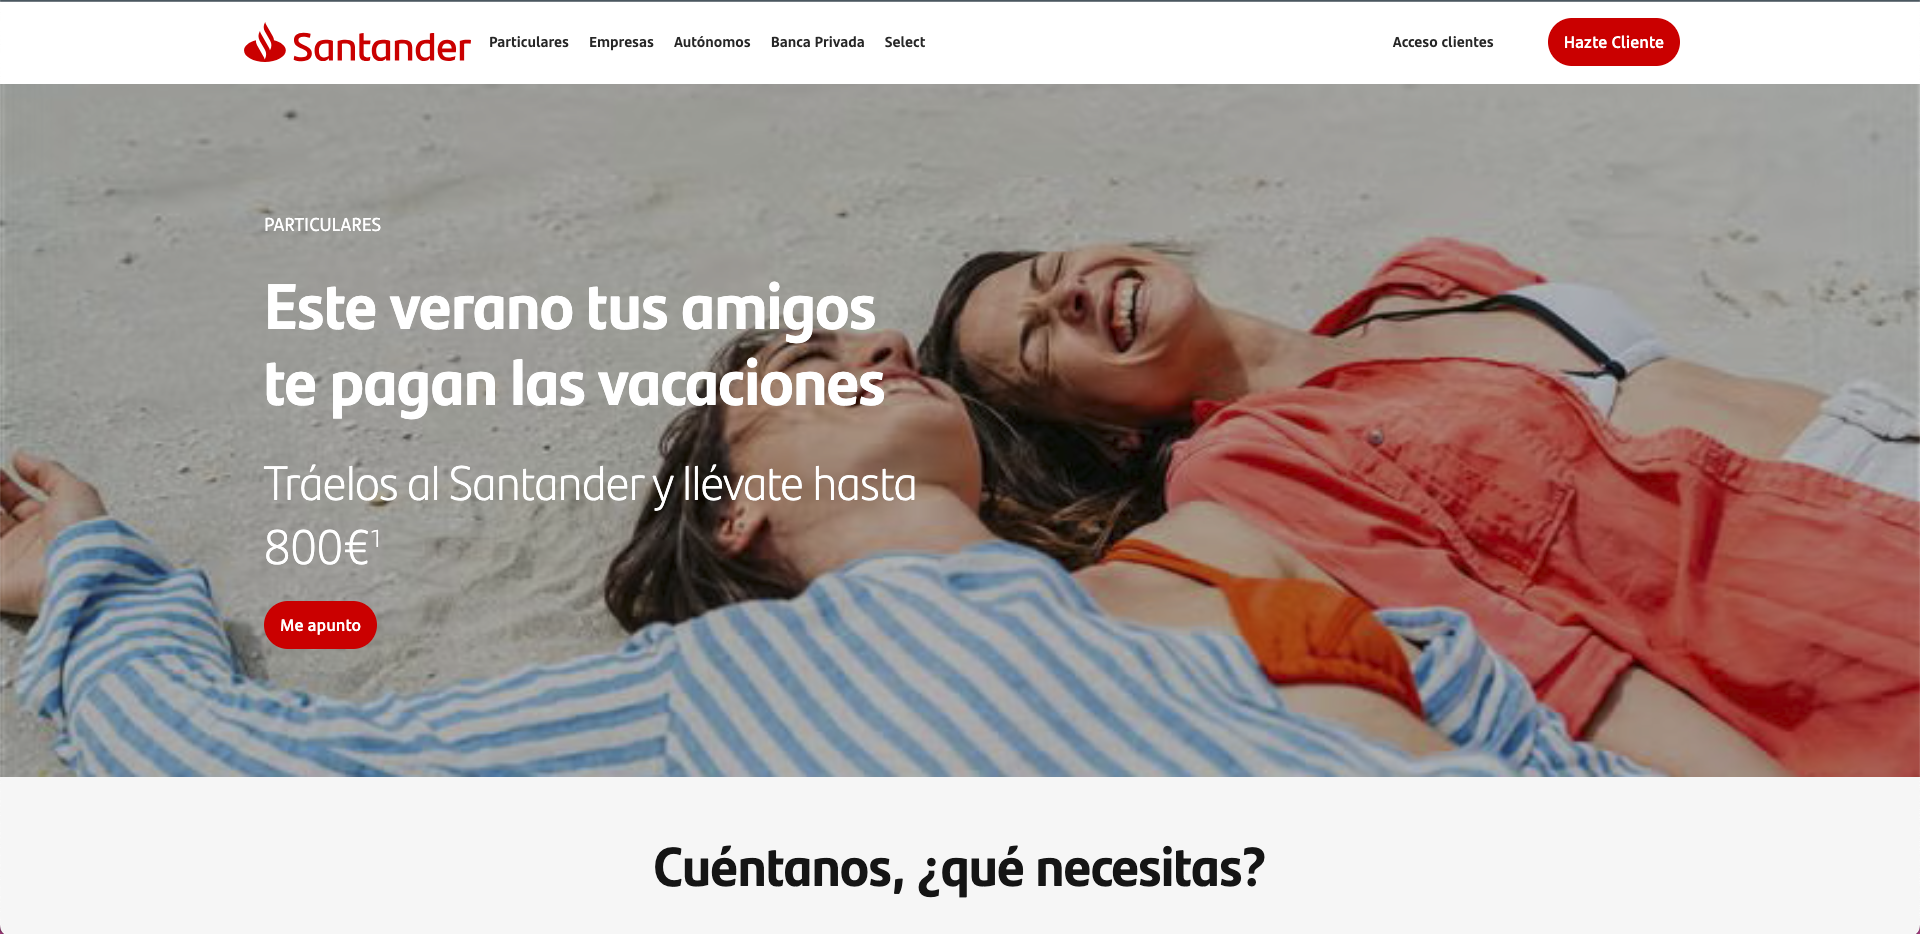 Santander Particulares Empresas Autónomos Banca Privada Select Acceso clientes Hazte Cliente
PARTICULARES
Este verano tus amigos
te pagan las vacaciones
Tráelos al Santander y llévate hasta
800€¹
Me apunto
Cuéntanos, ¿qué necesitas?